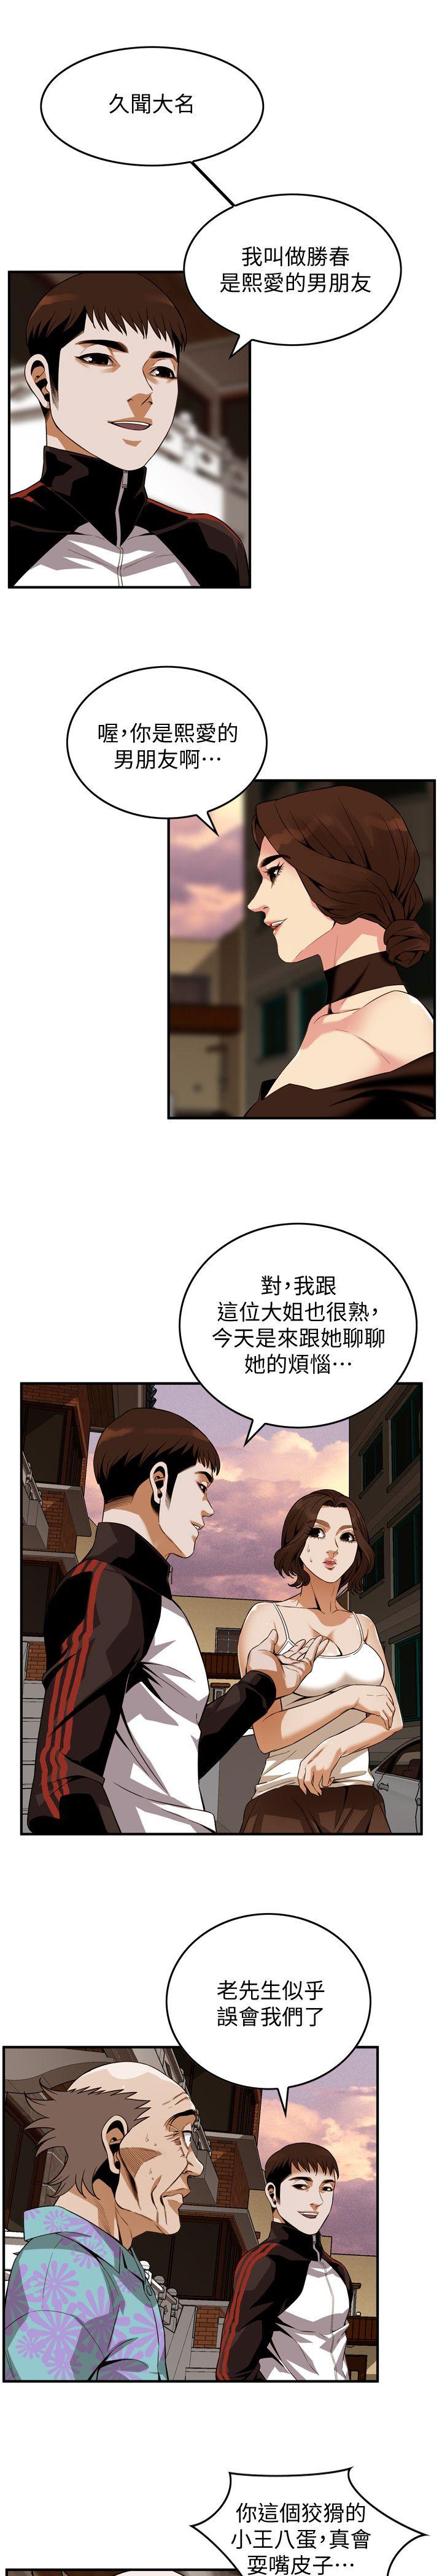 久聞大名
我叫做勝春
是熙愛的男朋友
喔，你是熙愛的
男朋友啊…
對，我跟
這位大姐也很熟，
今天是來跟她聊聊
她的煩惱…
老先生似乎
誤會我們了
你這個狡猾的
小王八蛋，真會
耍嘴皮子…